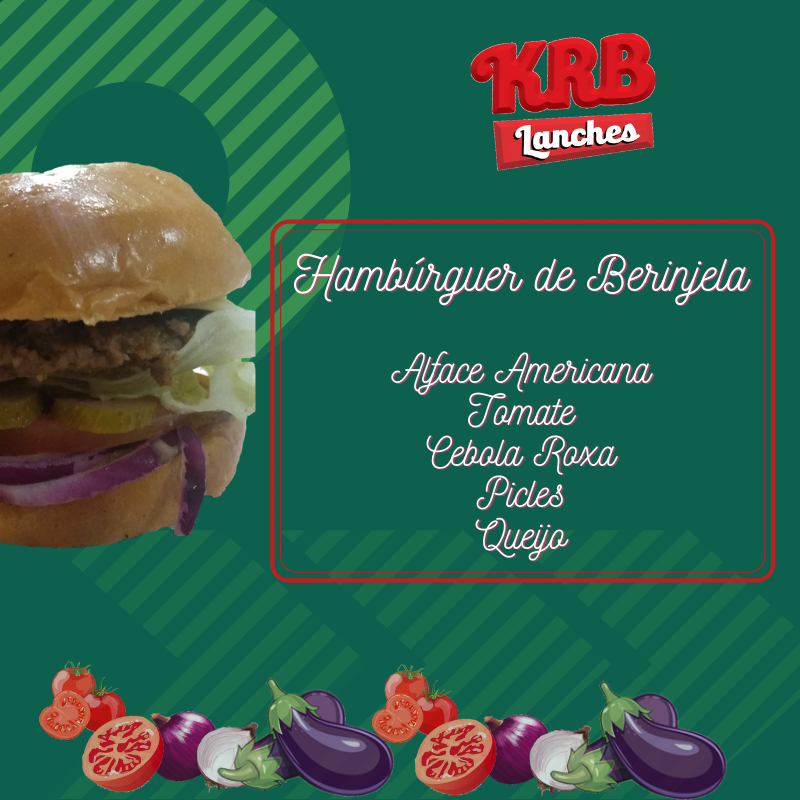 KRB
Lanches
Hambúrguer de Berinjela
Alface Americana
Tomate
Cebola Roxa
Picles
Queijo